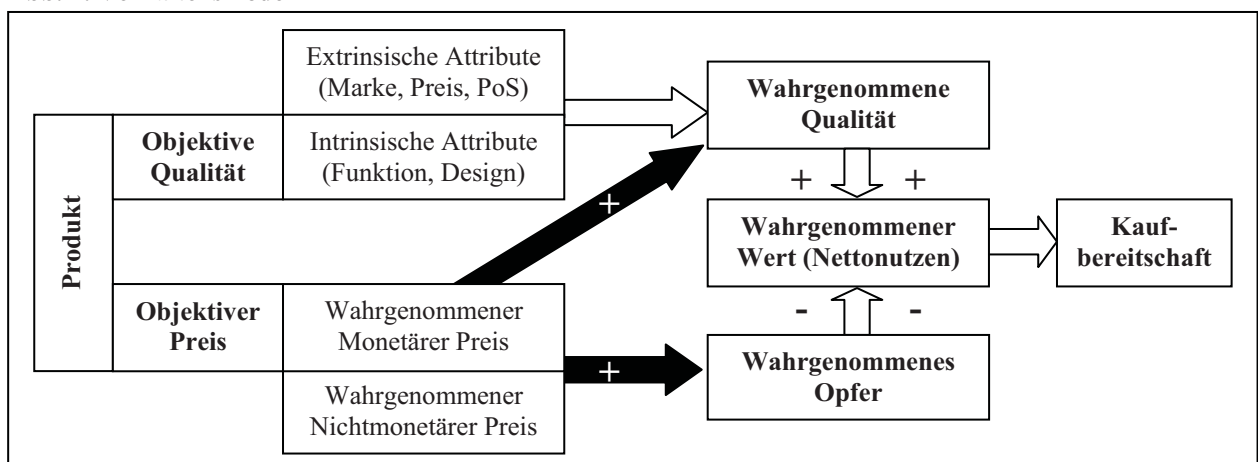 Extrinsische Attribute
(Marke, Preis, PoS)
Wahrgenommene
Qualität
Objektive
Qualität
Intrinsische Attribute
(Funktion, Design)
+
+ +
Produkt
Wahrgenommener
Wert (Nettonutzen)
Kauf-
bereitschaft
Objektiver
Preis
Wahrgenommener
Monetärer Preis
- -
+
Wahrgenommenes
Opfer
Wahrgenommener
Nichtmonetärer Preis